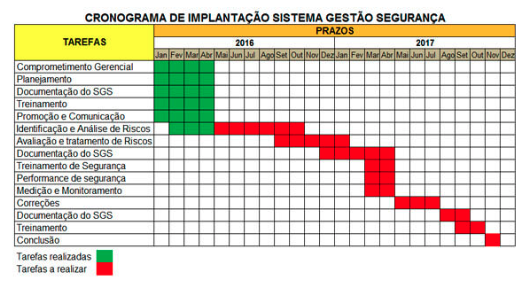 CRONOGRAMA DE IMPLANTAÇÃO SISTEMA GESTÃO SEGURANÇA
TAREFAS
PRAZOS
2016 2017
Jan Fev Mar Abr Mai Jun Jul Ago Set Out Nov Dez Jan Fev Mar Abr Mai Jun Jul Ago Set Out Nov Dez
Comprometimento Gerencial
Planejamento
Documentação do SGS
Treinamento
Promoção e Comunicação
Identificação e Análise de Riscos
Avaliação e tratamento de Riscos
Documentação do SGS
Treinamento de Segurança
Performance de segurança
Medição e Monitoramento
Correções
Documentação do SGS
Treinamento
Conclusão
Tarefas realizadas
Tarefas a realizar